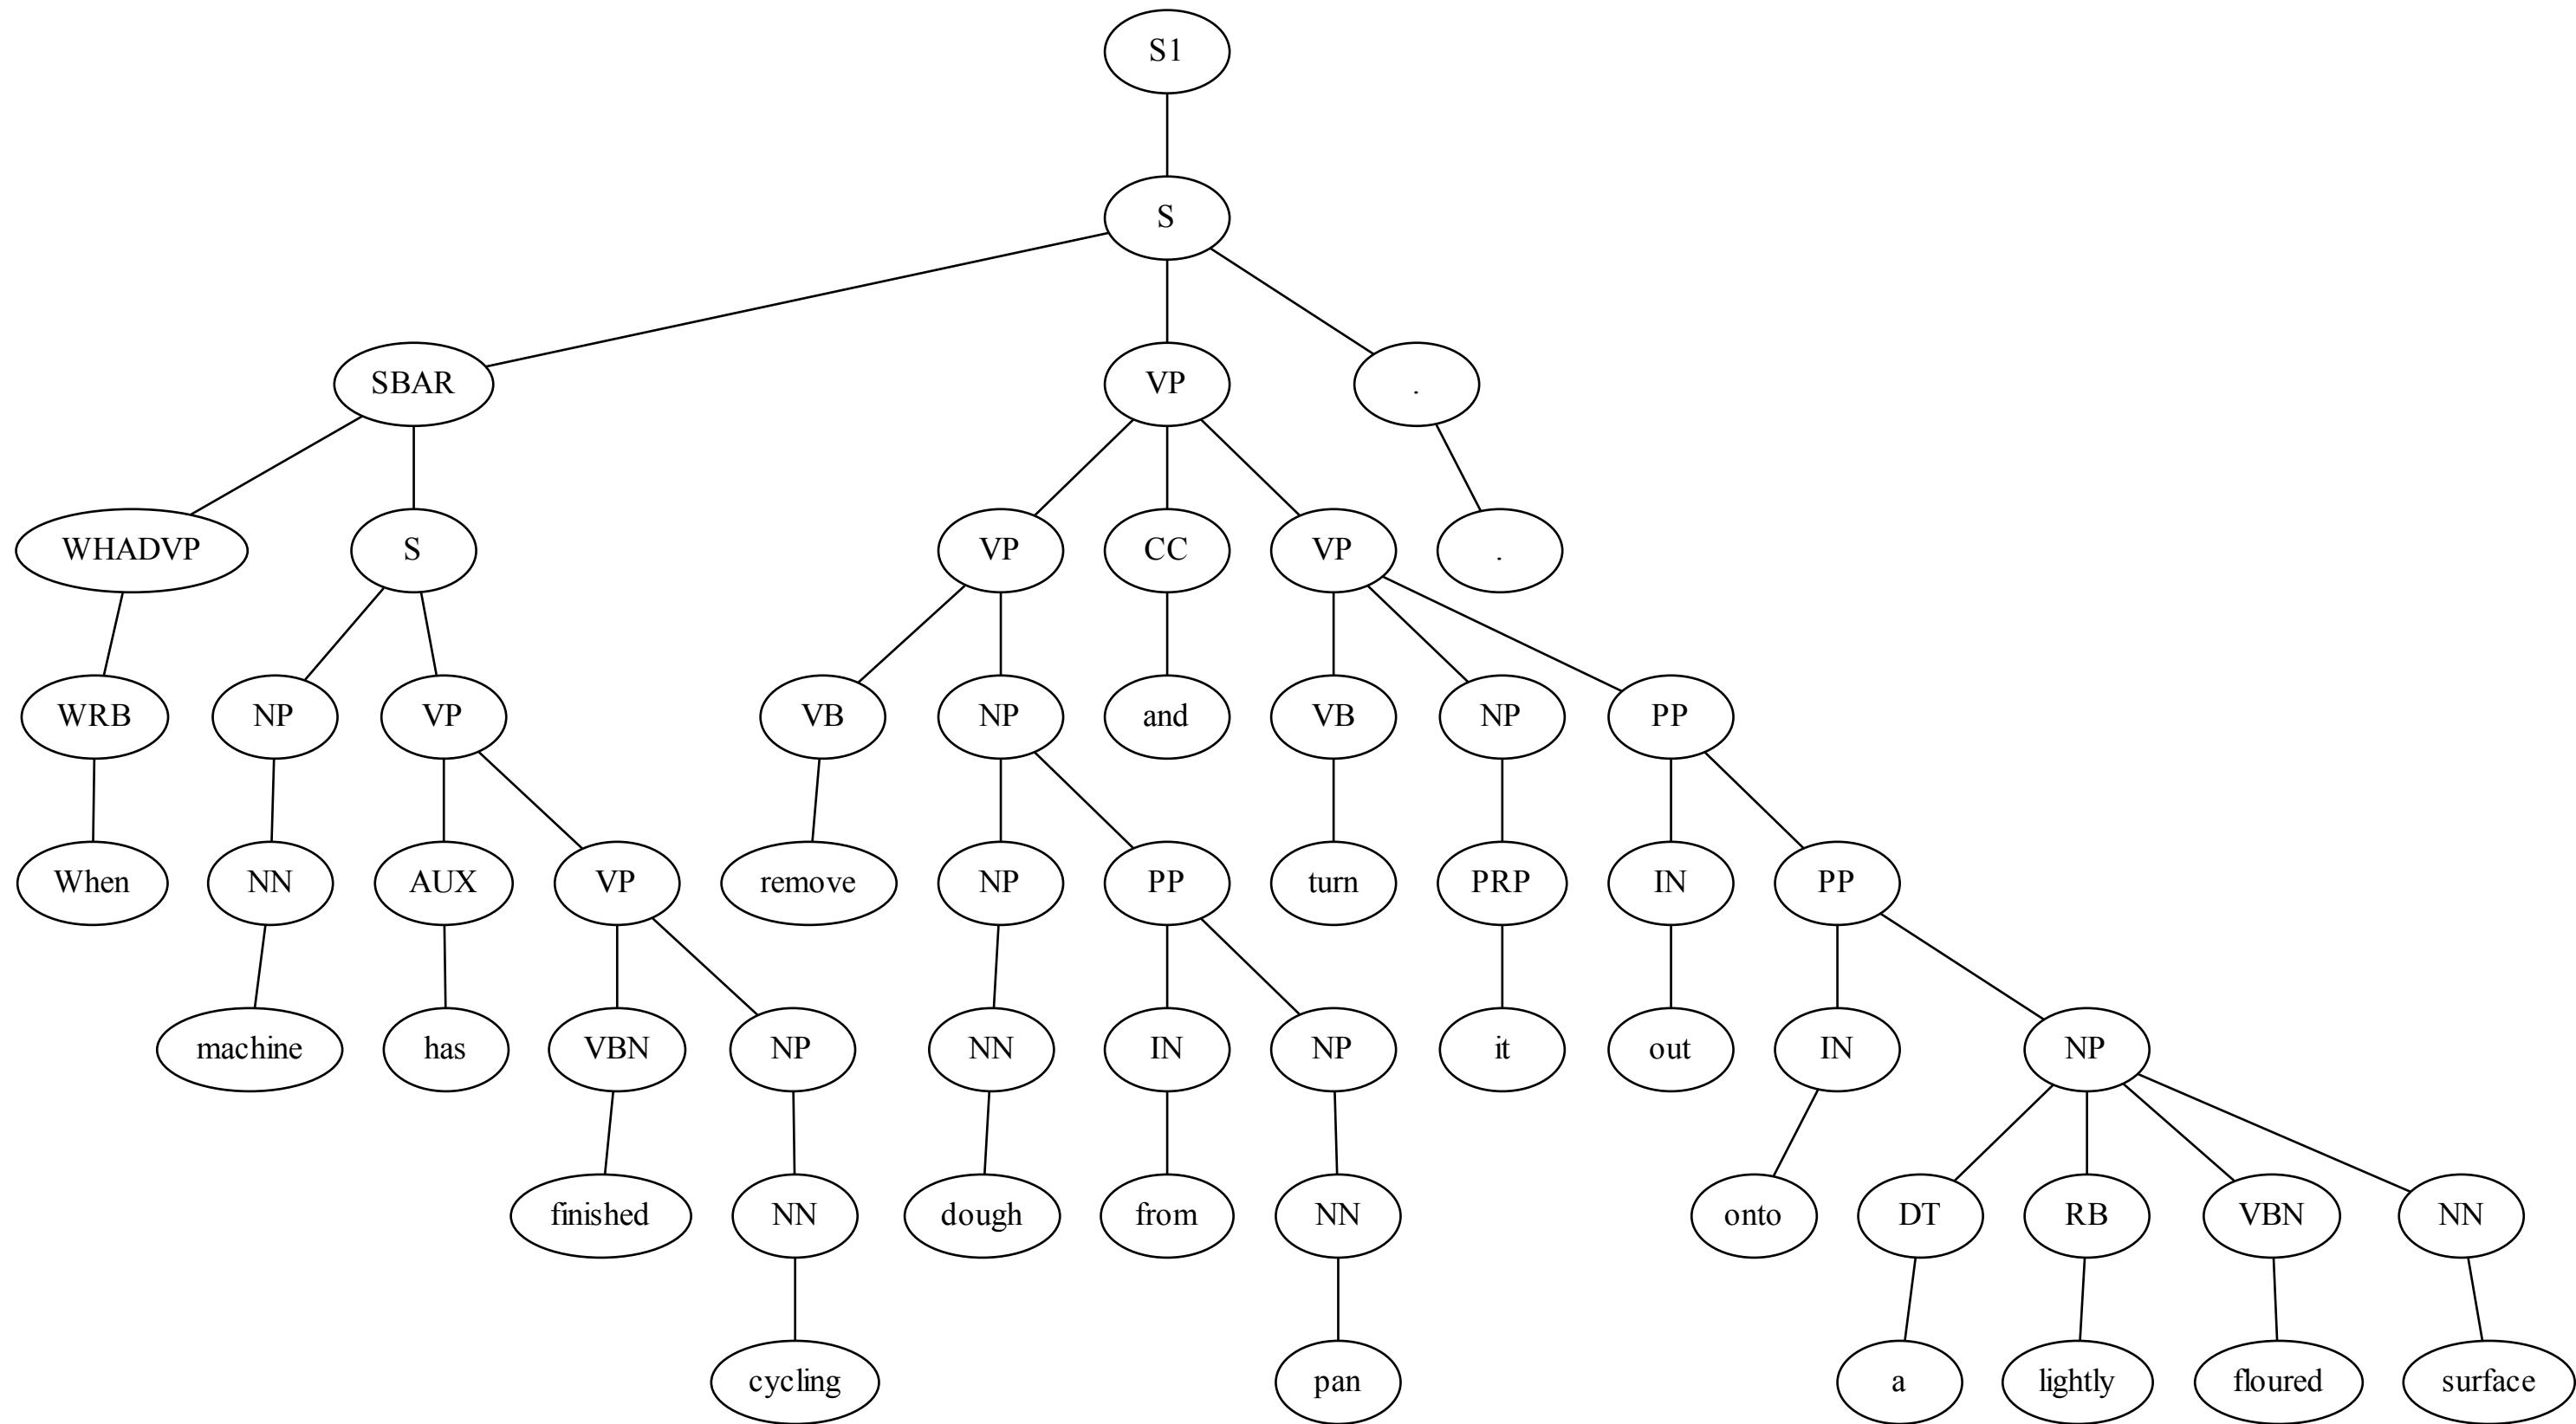 S1
S
SBAR VP .
WHADVP S VP CC VP .
WRB NP VP VB NP and VB NP PP
When NN AUX VP remove NP PP turn PRP IN PP
machine has VBN NP NN IN NP it out IN NP
finished NN dough from NN onto DT RB VBN NN
cycling pan a lightly floured surface